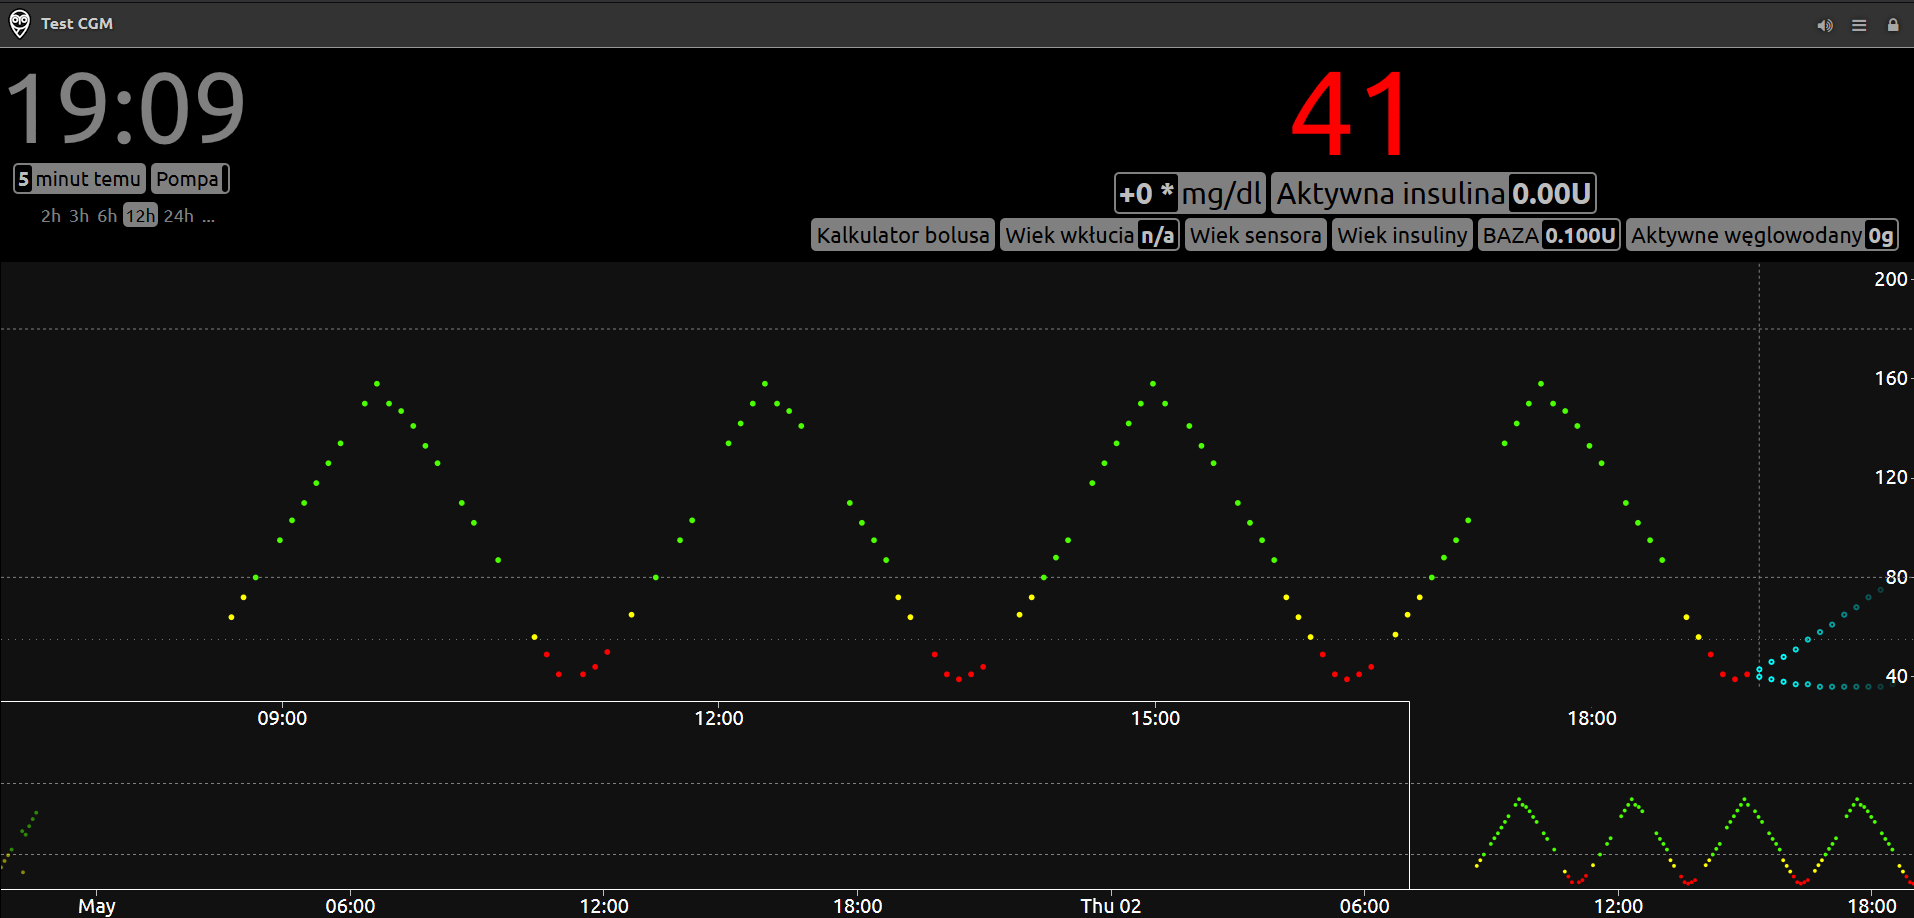 Test CGM
19:09
41
5 minut temu Pompa
+0 * mg/dl Aktywna insulina 0.00U
2h 3h 6h 12h 24h ...
Kalkulator bolusa Wiek wkłucia n/a Wiek sensora Wiek insuliny BAZA 0.100U Aktywne węglowodany 0g
200
160
120
80
40
09:00 12:00 15:00 18:00
May 06:00 12:00 18:00 Thu 02 06:00 12:00 18:00